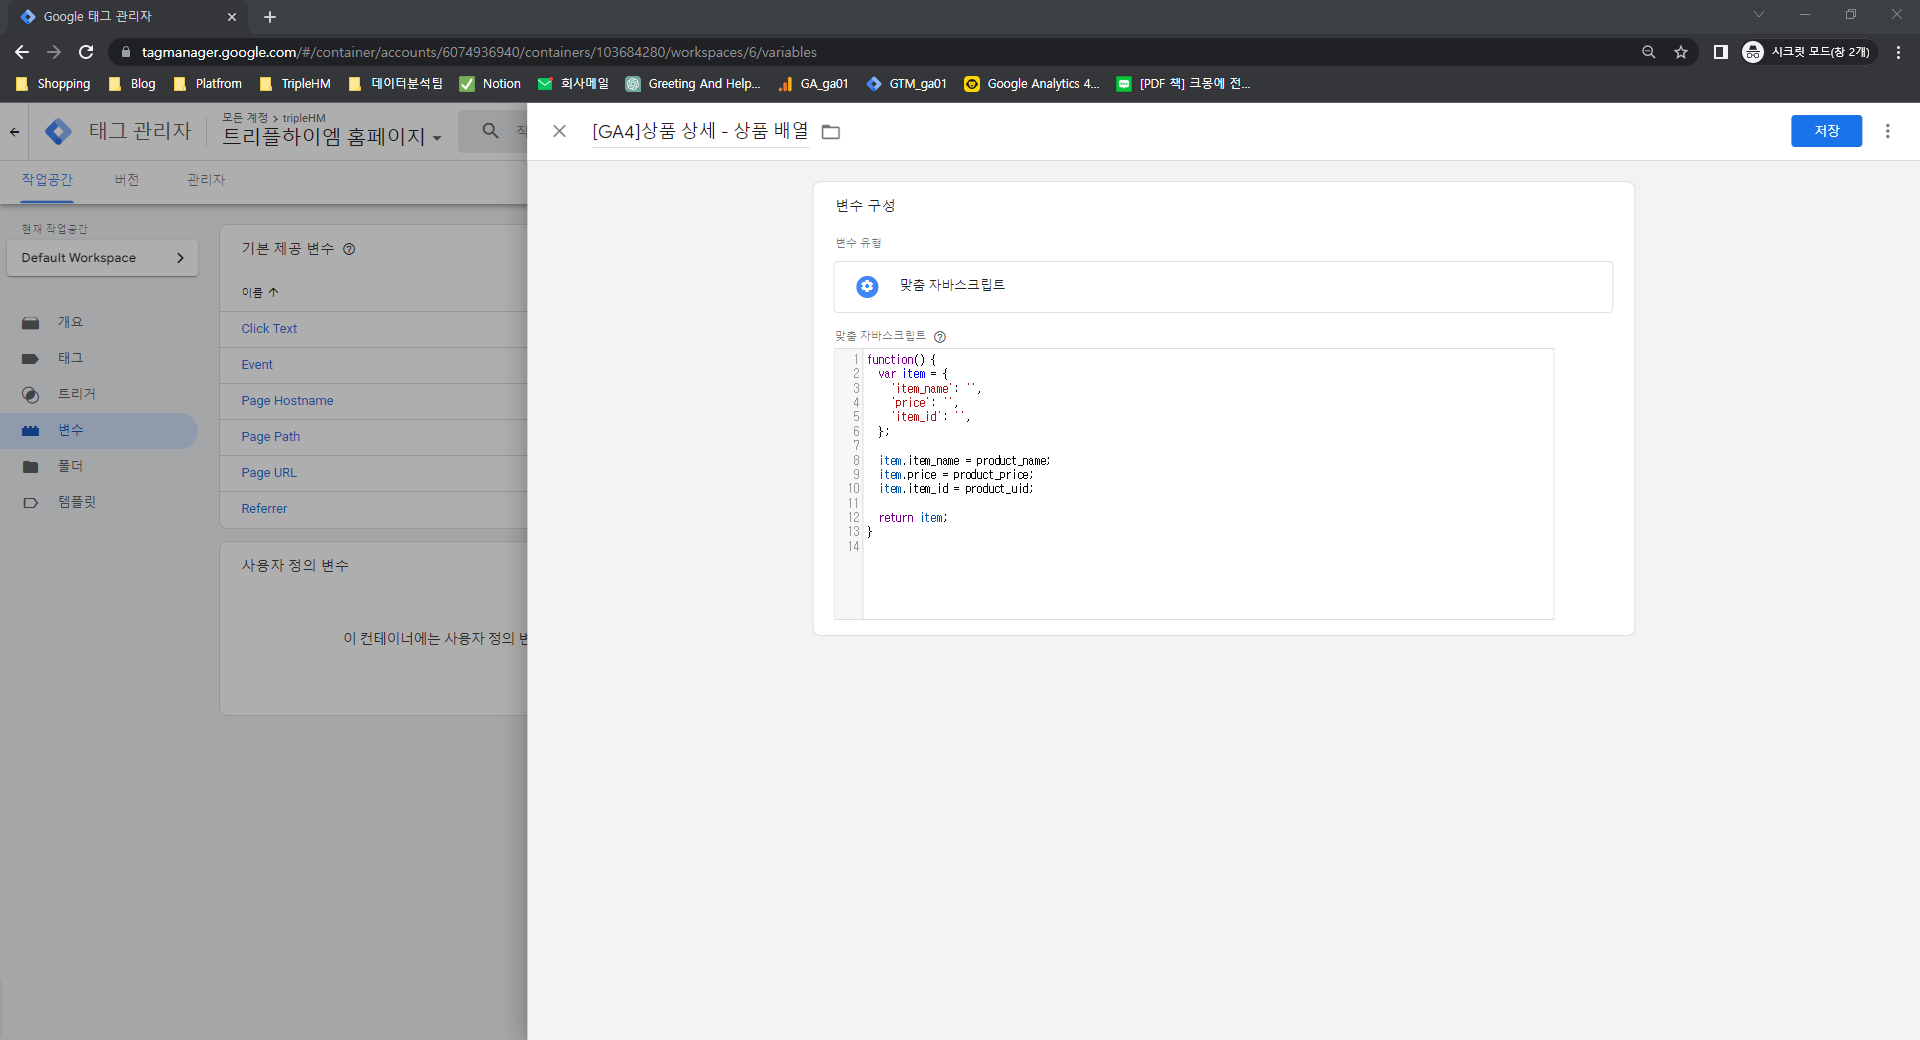 Google 태그 관리자
tagmanager.google.com/#/container/accounts/6074936940/containers/103684280/workspaces/6/variables
시크릿 모드(창 2개)
Shopping
Blog
Platfrom
TripleHM
데이터분석팀
Notion
회사메일
Greeting And Help...
GA_ga01
GTM_ga01
Google Analytics 4...
[PDF 책] 크몽에 전...
태그 관리자
모든 계정 > tripleHM
트리플하이엠 홈페이지
[GA4]상품 상세 - 상품 배열
저장
작업공간
버전
관리자
현재 작업공간
Default Workspace
개요
태그
트리거
변수
폴더
템플릿
기본 제공 변수
이름
Click Text
Event
Page Hostname
Page Path
Page URL
Referrer
사용자 정의 변수
이 컨테이너에는 사용자 정의
변수 구성
변수 유형
맞춤 자바스크립트
맞춤 자바스크립트
1 function() {
2 var item = {
3 'item_name': '',
4 'price': '',
5 'item_id': '',
6 };
7
8 item.item_name = product_name;
9 item.price = product_price;
10 item.item_id = product_uid;
11
12 return item;
13 }
14